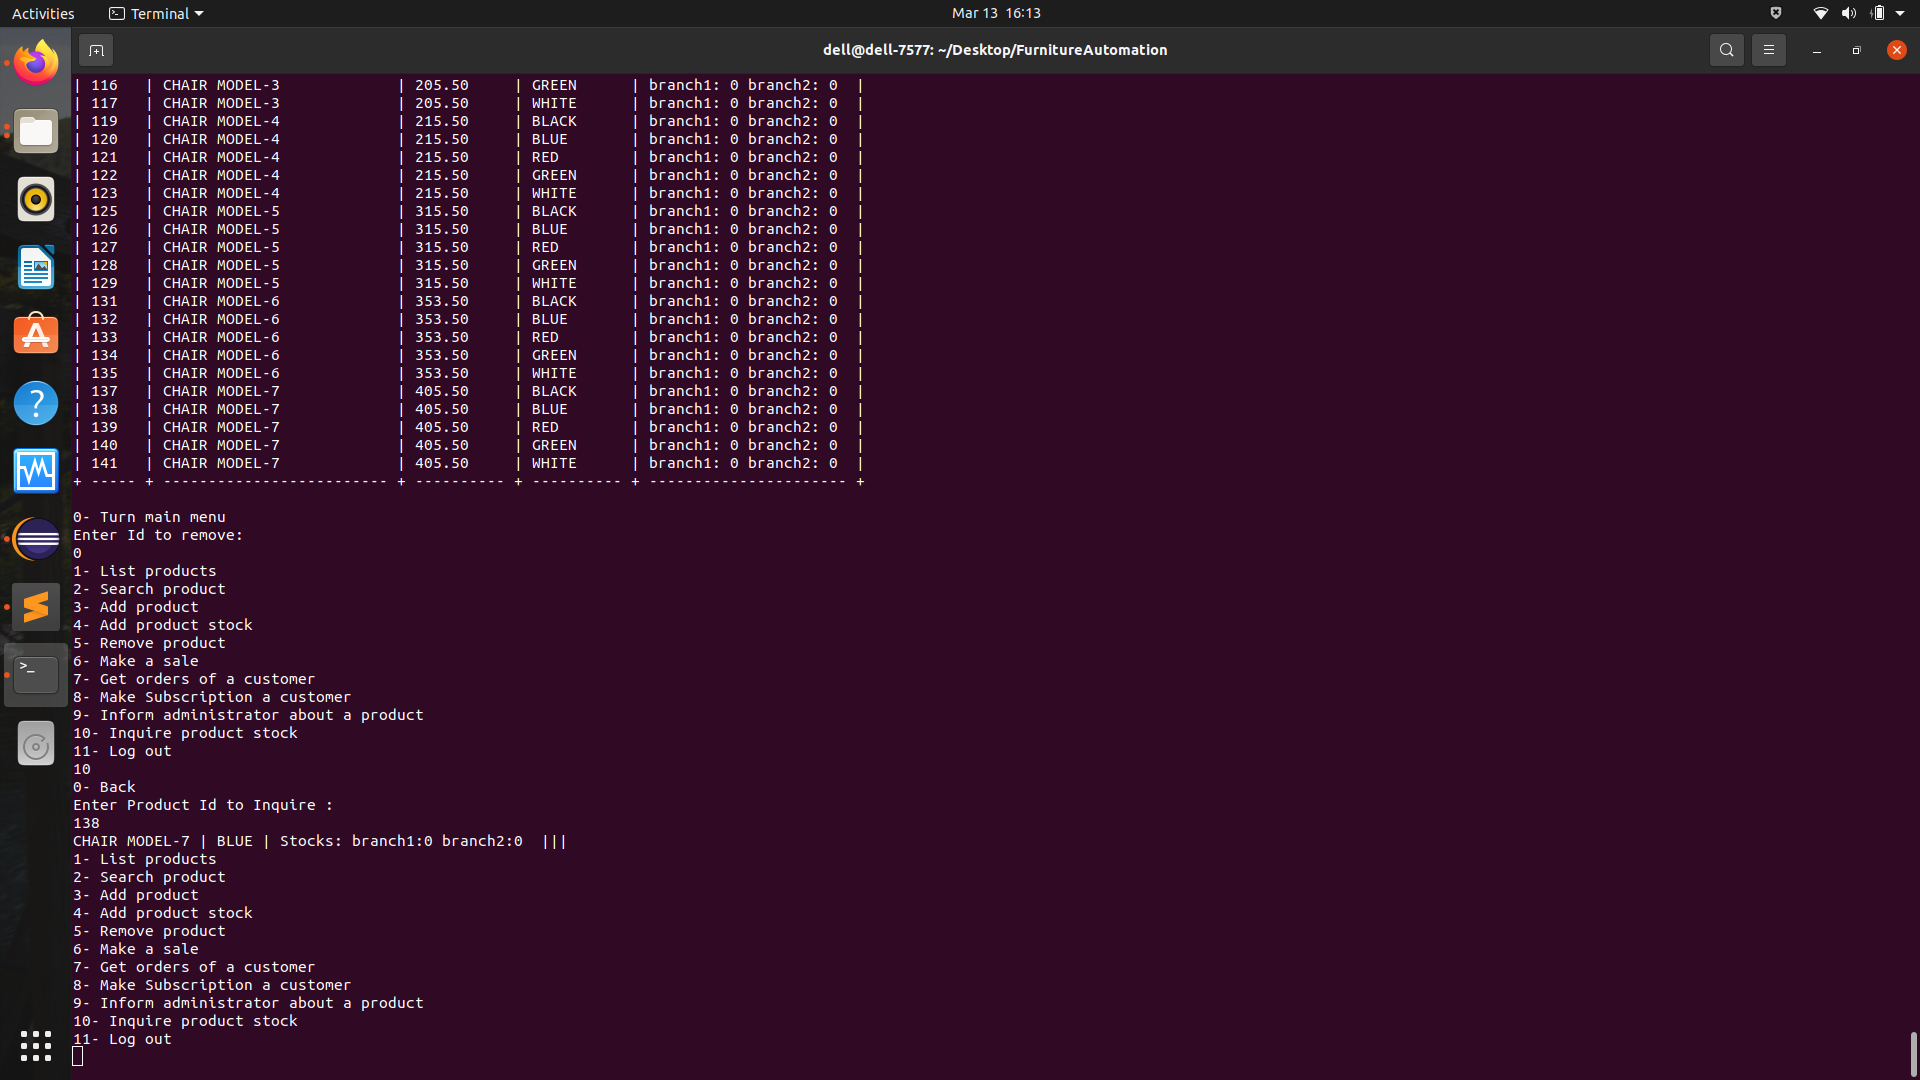 Activities Terminal Mar 13 16:13
dell@dell-7577: ~/Desktop/FurnitureAutomation
| 116 | CHAIR MODEL-3 | 205.50 | GREEN | branch1: 0 branch2: 0 |
| 117 | CHAIR MODEL-3 | 205.50 | WHITE | branch1: 0 branch2: 0 |
| 119 | CHAIR MODEL-4 | 215.50 | BLACK | branch1: 0 branch2: 0 |
| 120 | CHAIR MODEL-4 | 215.50 | BLUE | branch1: 0 branch2: 0 |
| 121 | CHAIR MODEL-4 | 215.50 | RED | branch1: 0 branch2: 0 |
| 122 | CHAIR MODEL-4 | 215.50 | GREEN | branch1: 0 branch2: 0 |
| 123 | CHAIR MODEL-4 | 215.50 | WHITE | branch1: 0 branch2: 0 |
| 125 | CHAIR MODEL-5 | 315.50 | BLACK | branch1: 0 branch2: 0 |
| 126 | CHAIR MODEL-5 | 315.50 | BLUE | branch1: 0 branch2: 0 |
| 127 | CHAIR MODEL-5 | 315.50 | RED | branch1: 0 branch2: 0 |
| 128 | CHAIR MODEL-5 | 315.50 | GREEN | branch1: 0 branch2: 0 |
| 129 | CHAIR MODEL-5 | 315.50 | WHITE | branch1: 0 branch2: 0 |
| 131 | CHAIR MODEL-6 | 353.50 | BLACK | branch1: 0 branch2: 0 |
| 132 | CHAIR MODEL-6 | 353.50 | BLUE | branch1: 0 branch2: 0 |
| 133 | CHAIR MODEL-6 | 353.50 | RED | branch1: 0 branch2: 0 |
| 134 | CHAIR MODEL-6 | 353.50 | GREEN | branch1: 0 branch2: 0 |
| 135 | CHAIR MODEL-6 | 353.50 | WHITE | branch1: 0 branch2: 0 |
| 137 | CHAIR MODEL-7 | 405.50 | BLACK | branch1: 0 branch2: 0 |
| 138 | CHAIR MODEL-7 | 405.50 | BLUE | branch1: 0 branch2: 0 |
| 139 | CHAIR MODEL-7 | 405.50 | RED | branch1: 0 branch2: 0 |
| 140 | CHAIR MODEL-7 | 405.50 | GREEN | branch1: 0 branch2: 0 |
| 141 | CHAIR MODEL-7 | 405.50 | WHITE | branch1: 0 branch2: 0 |
+ ----- + ------------------------- + ---------- + ---------- + ---------------------- +
0- Turn main menu
Enter Id to remove:
0
1- List products
2- Search product
3- Add product
4- Add product stock
5- Remove product
6- Make a sale
7- Get orders of a customer
8- Make Subscription a customer
9- Inform administrator about a product
10- Inquire product stock
11- Log out
10
0- Back
Enter Product Id to Inquire :
138
CHAIR MODEL-7 | BLUE | Stocks: branch1:0 branch2:0 |||
1- List products
2- Search product
3- Add product
4- Add product stock
5- Remove product
6- Make a sale
7- Get orders of a customer
8- Make Subscription a customer
9- Inform administrator about a product
10- Inquire product stock
11- Log out